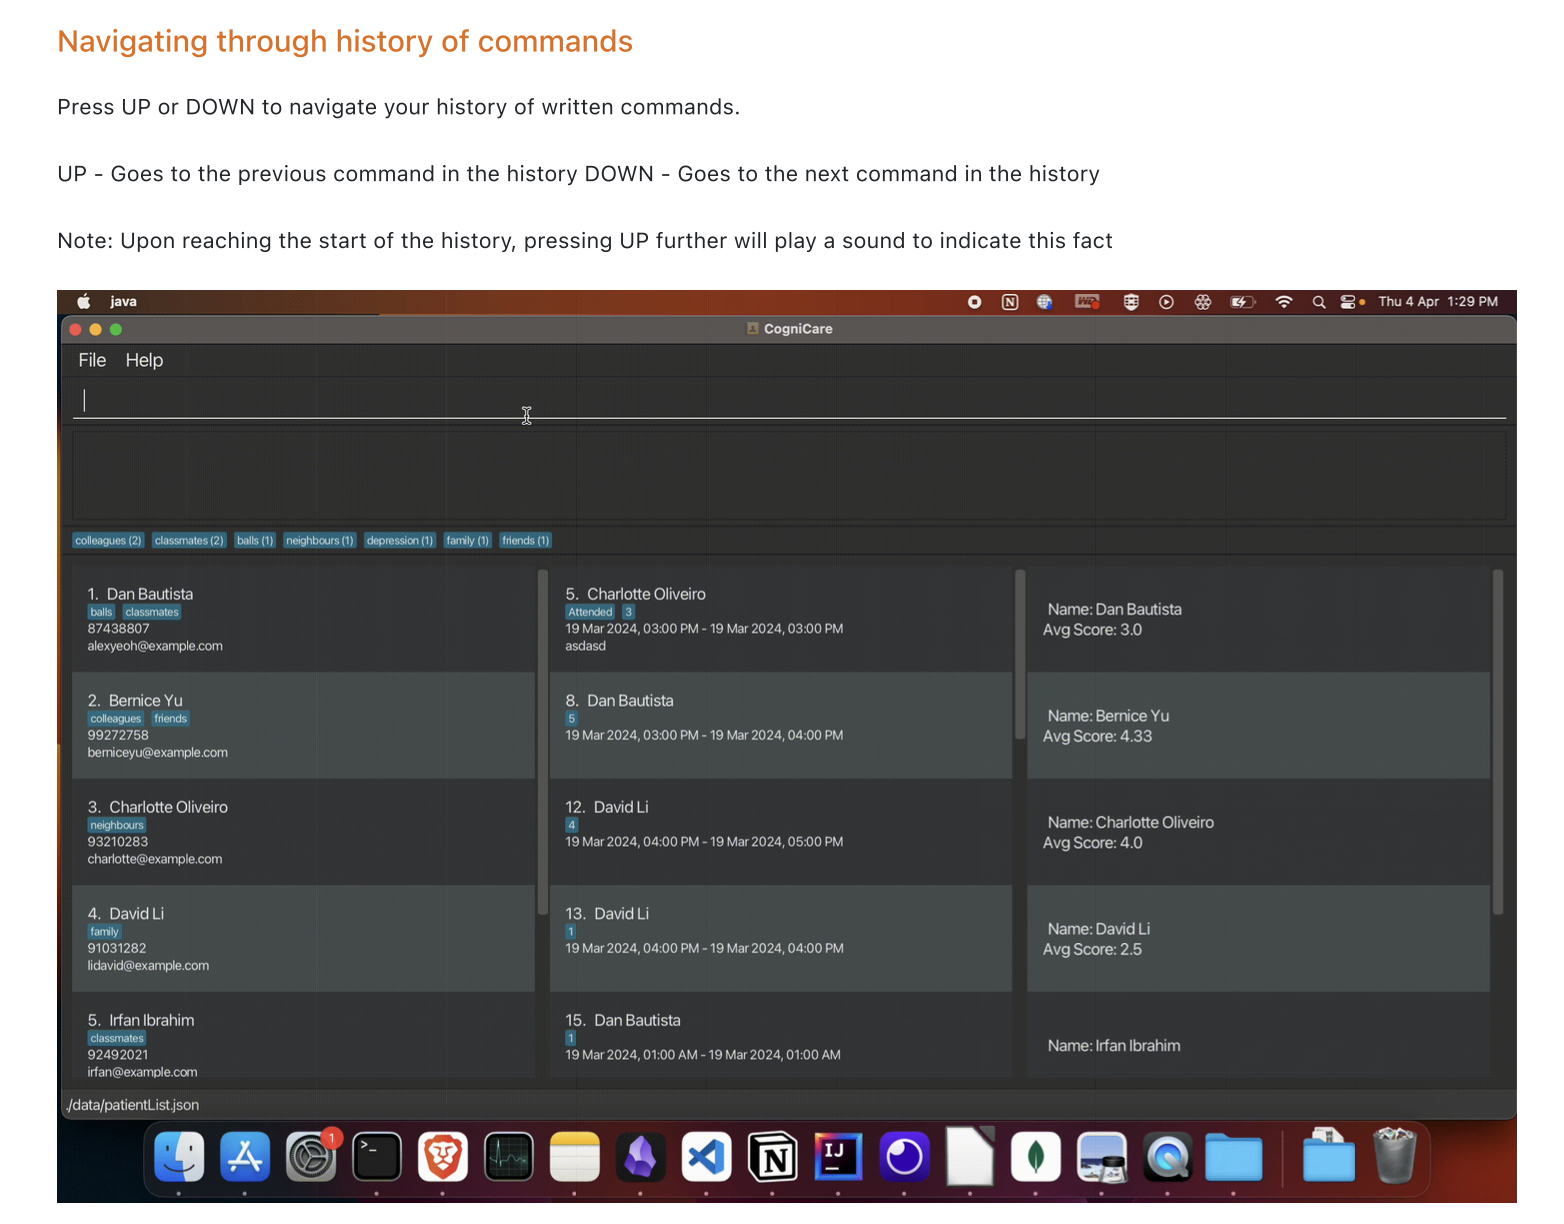 Navigating through history of commands
Press UP or DOWN to navigate your history of written commands.
UP - Goes to the previous command in the history DOWN - Goes to the next command in the history
Note: Upon reaching the start of the history, pressing UP further will play a sound to indicate this fact
java
Thu 4 Apr 1:29 PM
CogniCare
File Help
colleagues (2) classmates (2) balls (1) neighbours (1) depression (1) family (1) friends (1)
1. Dan Bautista
balls classmates
87438807
alexyeoh@example.com
2. Bernice Yu
colleagues friends
99272758
berniceyu@example.com
3. Charlotte Oliveiro
neighbours
93210283
charlotte@example.com
4. David Li
family
91031282
lidavid@example.com
5. Irfan Ibrahim
classmates
92492021
irfan@example.com
5. Charlotte Oliveiro
Attended 3
19 Mar 2024, 03:00 PM - 19 Mar 2024, 03:00 PM
asdasd
8. Dan Bautista
5
19 Mar 2024, 03:00 PM - 19 Mar 2024, 04:00 PM
12. David Li
4
19 Mar 2024, 04:00 PM - 19 Mar 2024, 05:00 PM
13. David Li
1
19 Mar 2024, 04:00 PM - 19 Mar 2024, 04:00 PM
15. Dan Bautista
1
19 Mar 2024, 01:00 AM - 19 Mar 2024, 01:00 AM
Name: Dan Bautista
Avg Score: 3.0
Name: Bernice Yu
Avg Score: 4.33
Name: Charlotte Oliveiro
Avg Score: 4.0
Name: David Li
Avg Score: 2.5
Name: Irfan Ibrahim
./data/patientList.json
1
>_
N
IJ